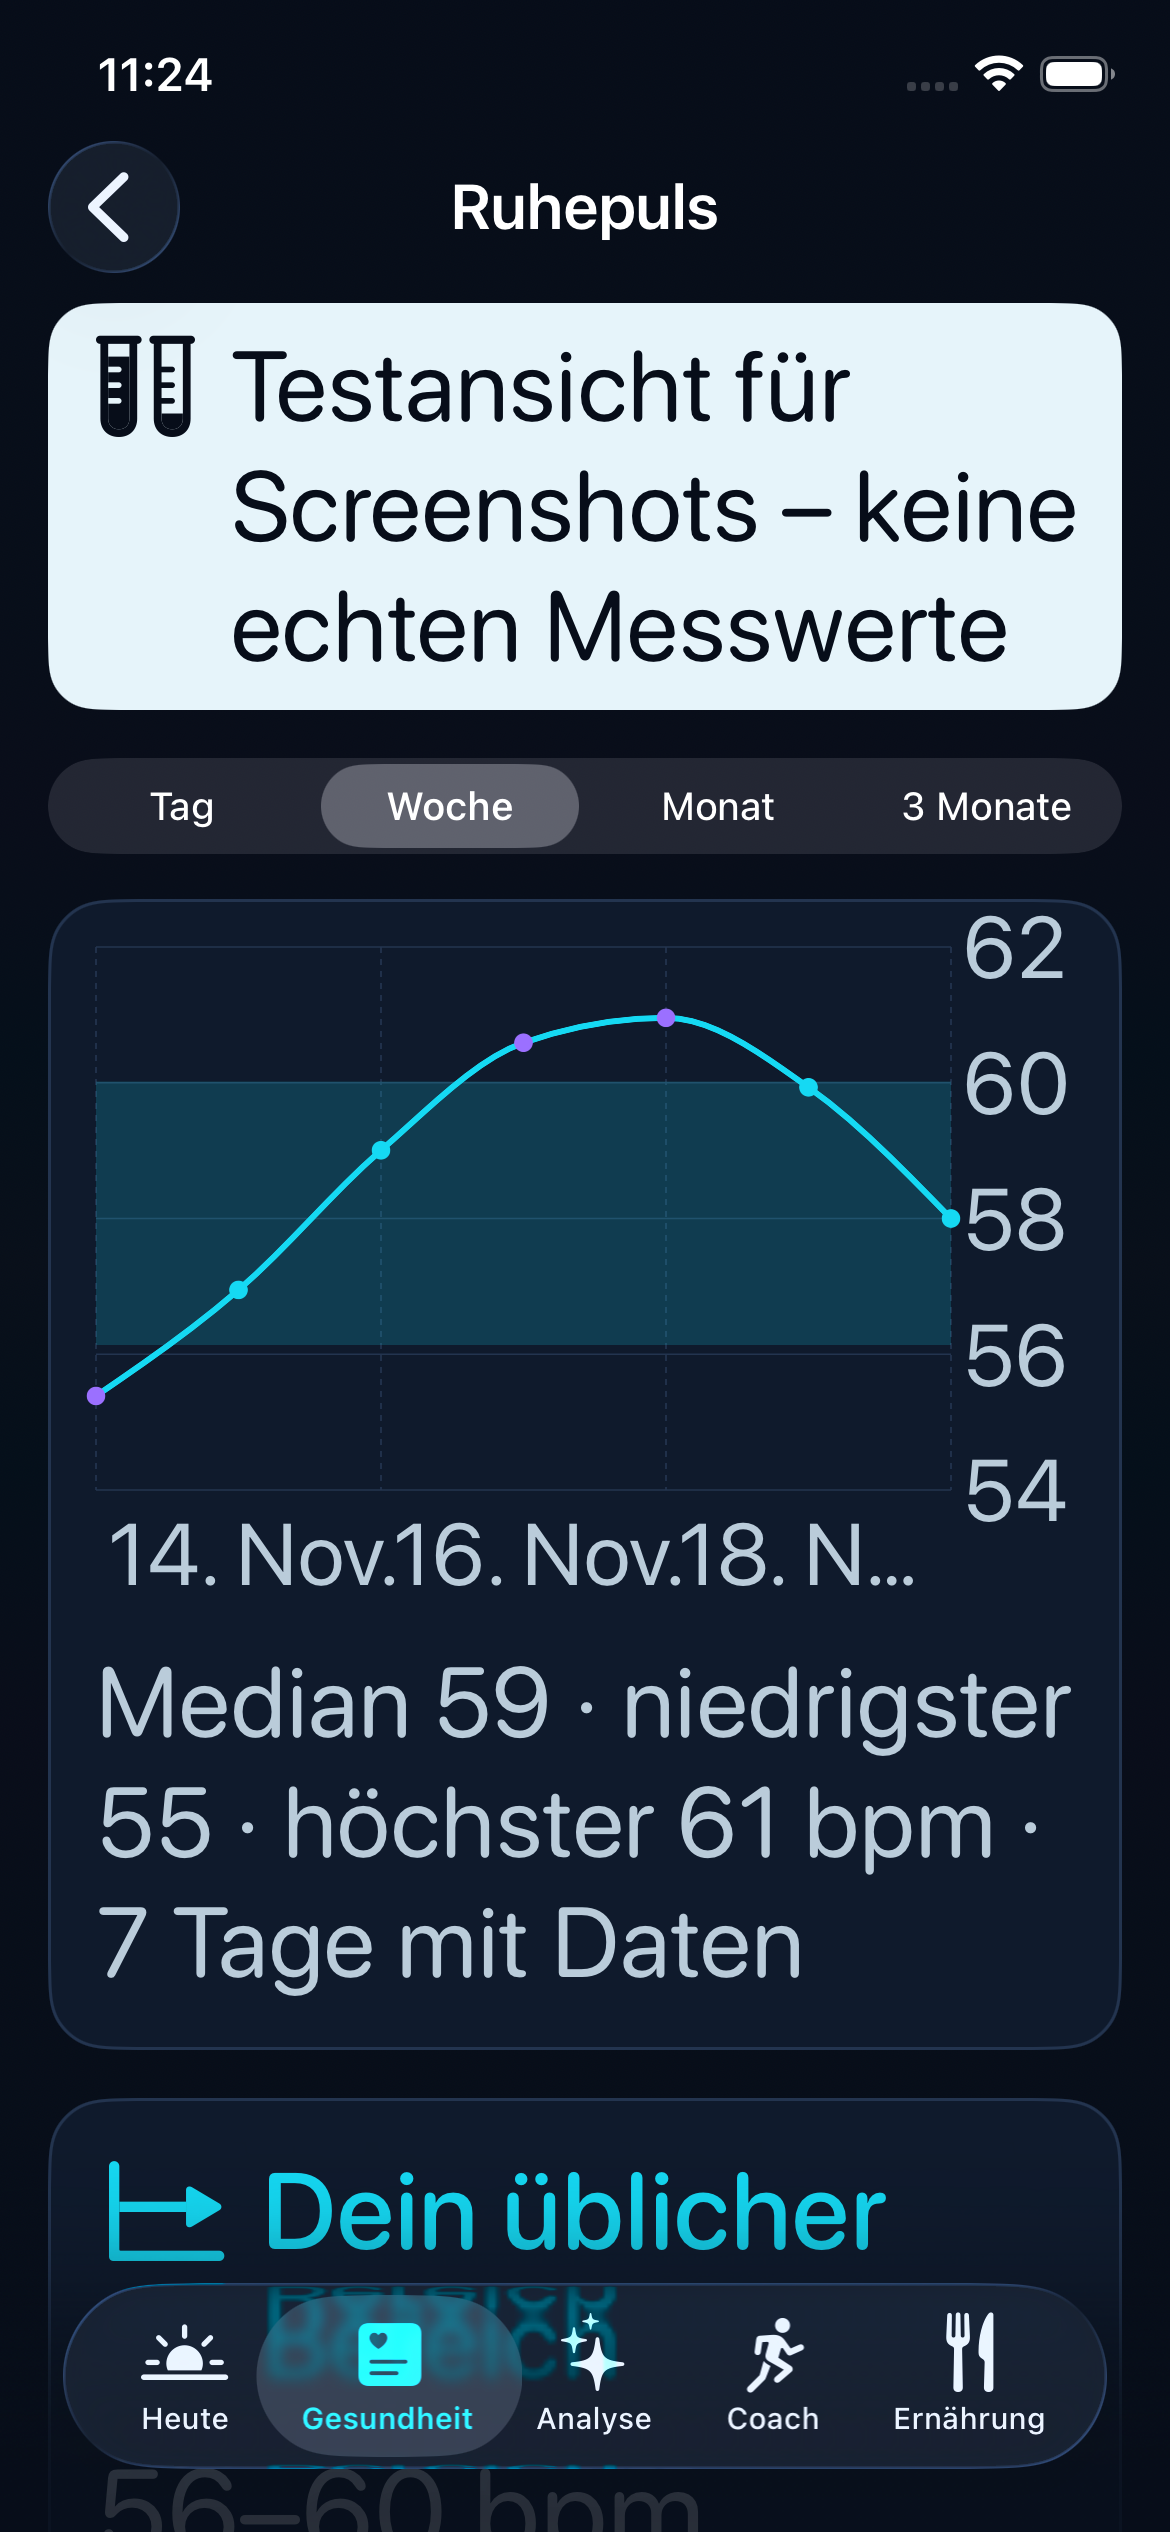 11:24
Ruhepuls
Testansicht für
Screenshots – keine
echten Messwerte
Tag Woche Monat 3 Monate
62
60
58
56
54
14. Nov. 16. Nov. 18. N...
Median 59 · niedrigster
55 · höchster 61 bpm ·
7 Tage mit Daten
Dein üblicher
Bereich
Heute Gesundheit Analyse Coach Ernährung
56–60 bpm